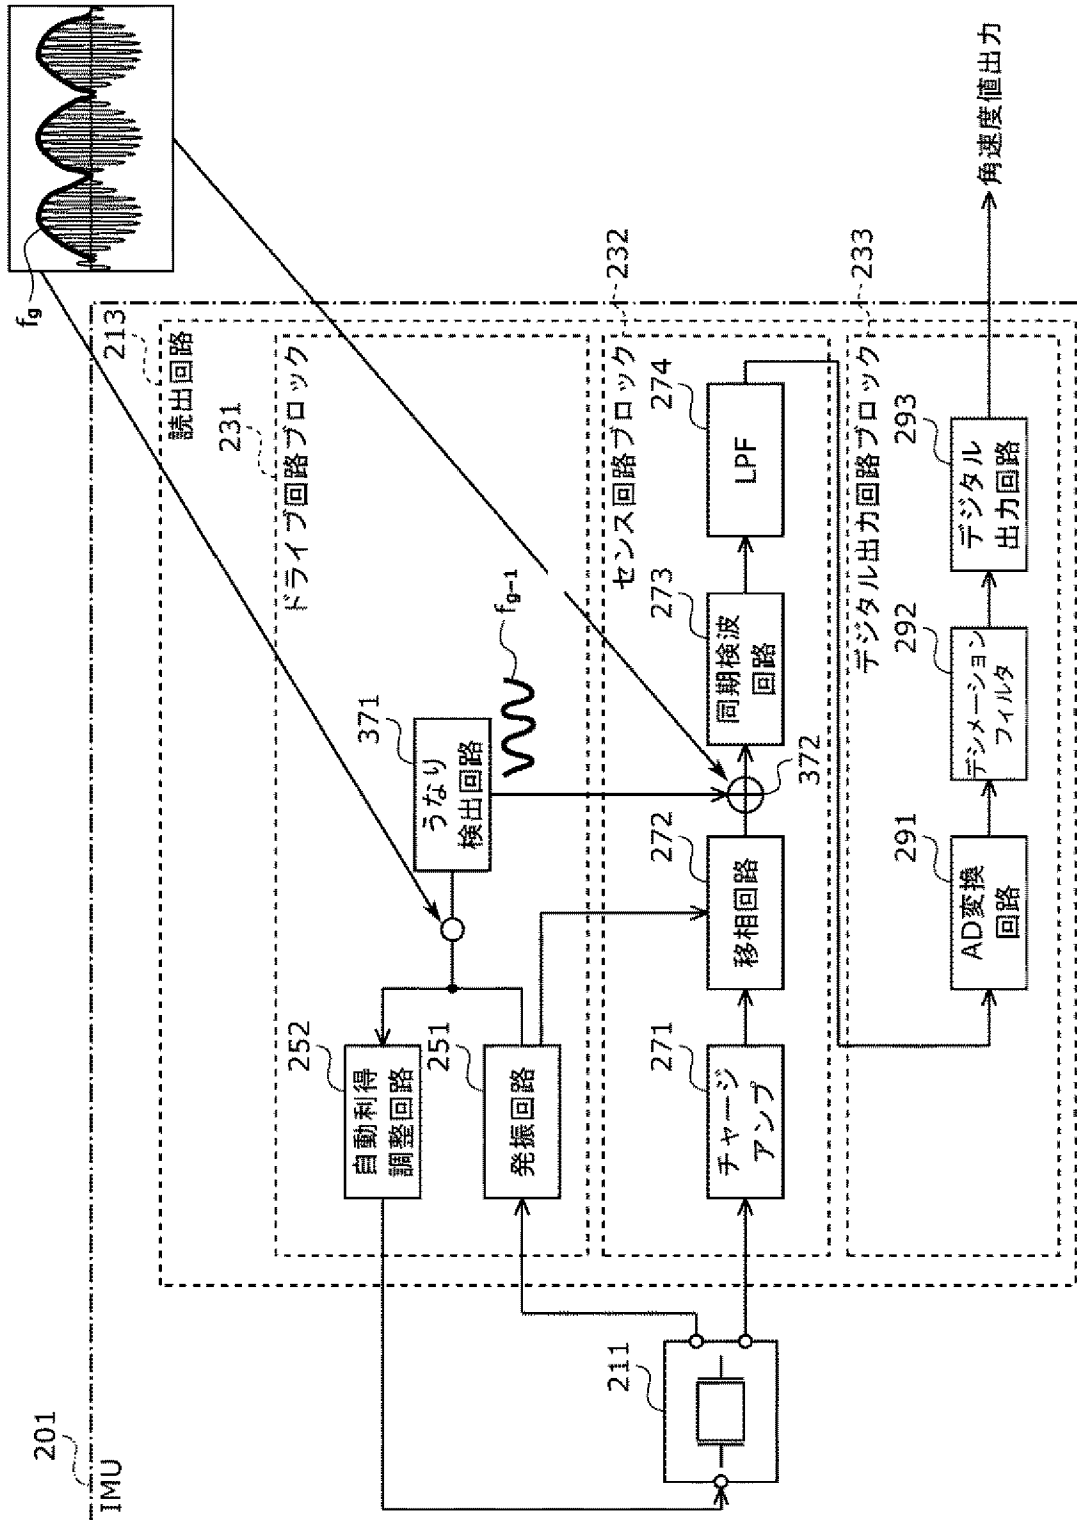 201
IMU
213
読出回路
fg
231
ドライブ回路ブロック
252
自動利得
調整回路
251
発振回路
371
うなり
検出回路
fg-1
232
センス回路ブロック
211
271
チャージ
アンプ
272
移相回路
372
273
同期検波
回路
274
LPF
233
デジタル出力回路ブロック
291
AD変換
回路
292
デシメーション
フィルタ
293
デジタル
出力回路
角速度値出力